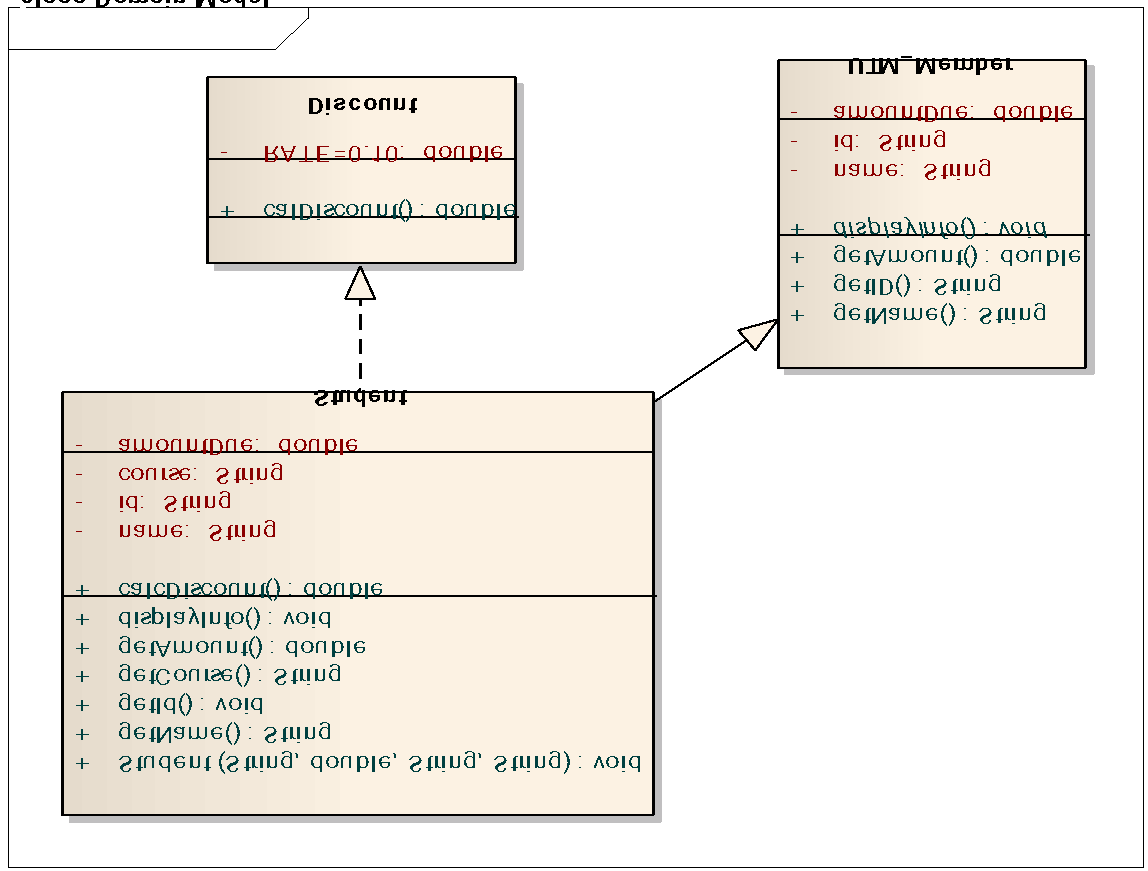 class Domain Model
Discount
- RATE=0.10: double
+ calDiscount() : double
UTM_Member
- amountDue: double
- id: String
- name: String
+ displayInfo() : void
+ getAmount() : double
+ getID() : String
+ getName() : String
Student
- amountDue: double
- course: String
- id: String
- name: String
+ calcDiscount() : double
+ displayInfo() : void
+ getAmount() : double
+ getCourse() : String
+ getId() : void
+ getName() : String
+ Student(String, double, String, String) : void